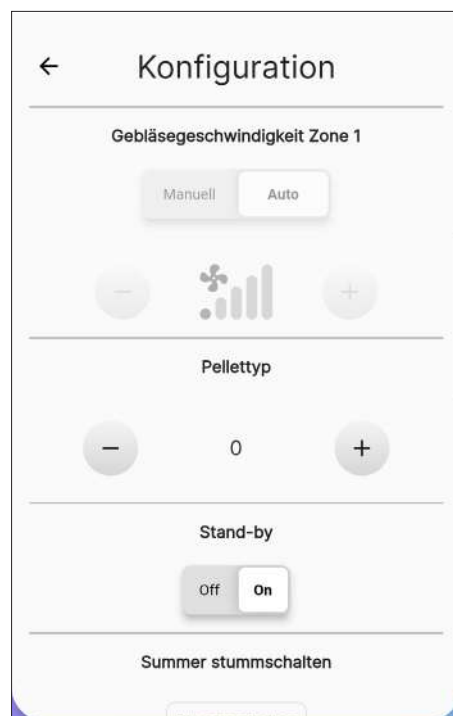 Konfiguration
Gebläsegeschwindigkeit Zone 1
Manuell Auto
Pellettyp
0
Stand-by
Off On
Summer stummschalten